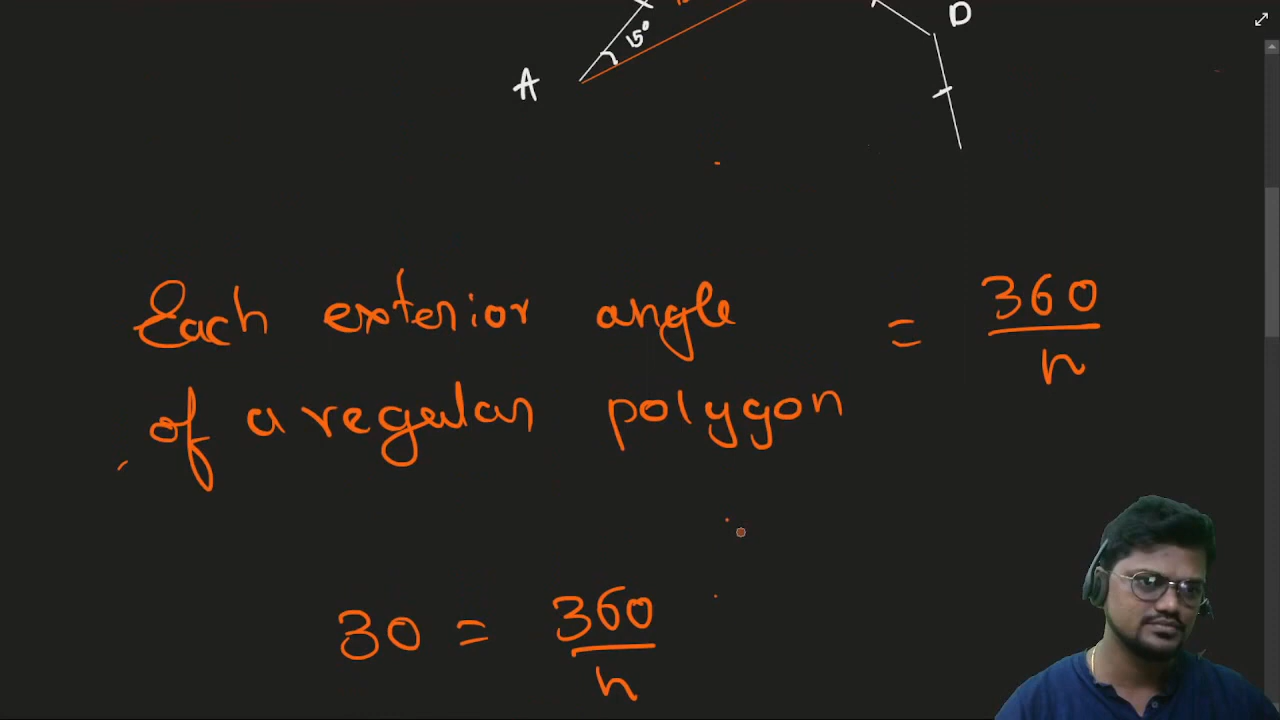 D
15°
A
Each exterior angle
of a regular polygon
= 360/n
30 = 360/n